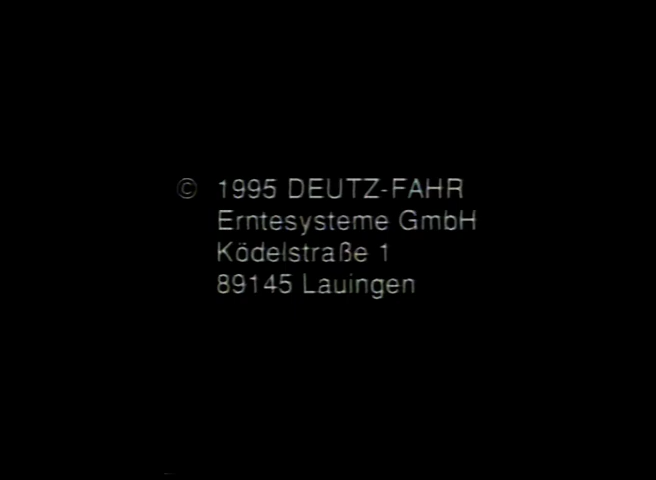 © 1995 DEUTZ-FAHR
Erntesysteme GmbH
Ködelstraße 1
89145 Lauingen